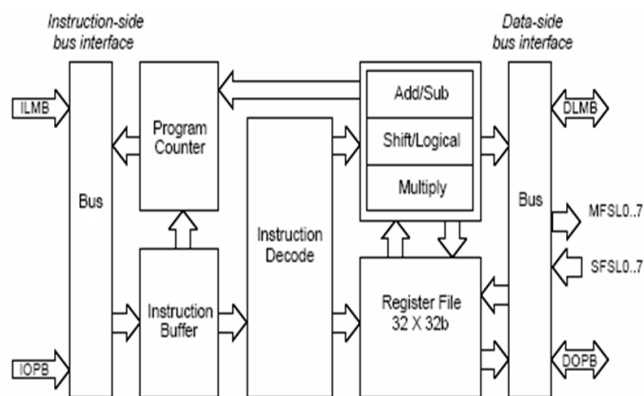 Instruction-side
bus interface
Data-side
bus interface
ILMB
Program
Counter
Add/Sub
Shift/Logical
Multiply
DLMB
Bus
Instruction
Decode
Bus
MFSL0..7
SFSL0..7
Instruction
Buffer
Register File
32 X 32b
IOPB
DOPB